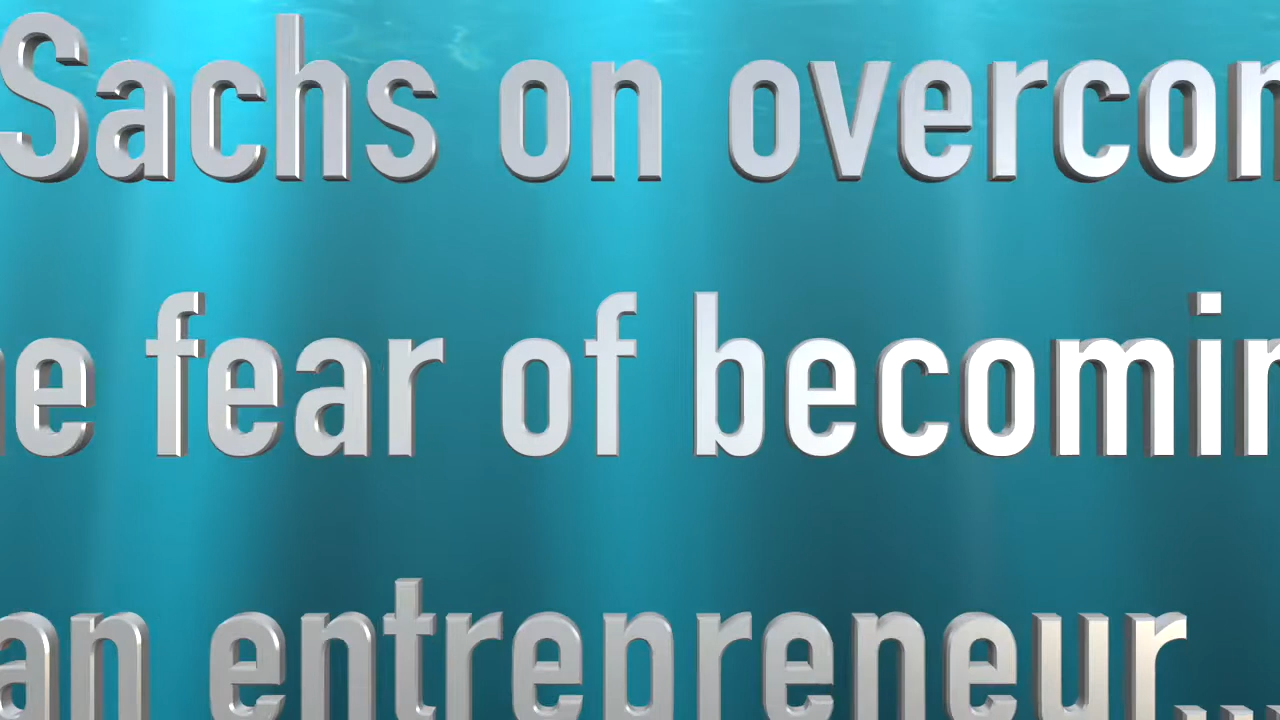 Sachs on overcom
e fear of becomin
an entrepreneur...